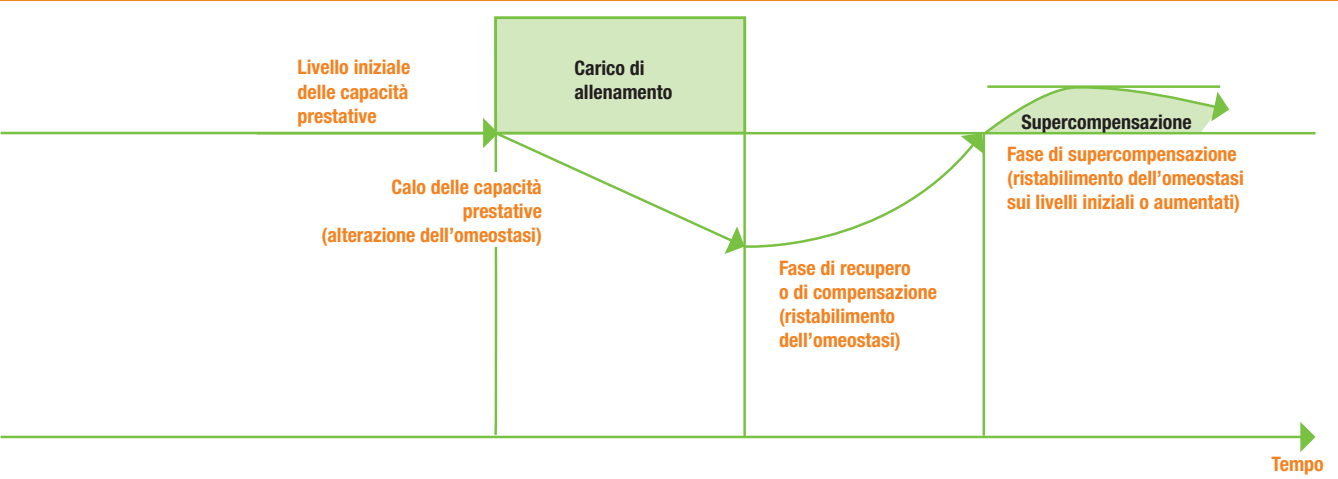 Livello iniziale
delle capacità
prestative
Carico di
allenamento
Calo delle capacità
prestative
(alterazione dell'omeostasi)
Fase di recupero
o di compensazione
(ristabilimento
dell'omeostasi)
Supercompensazione
Fase di supercompensazione
(ristabilimento dell'omeostasi
sui livelli iniziali o aumentati)
Tempo